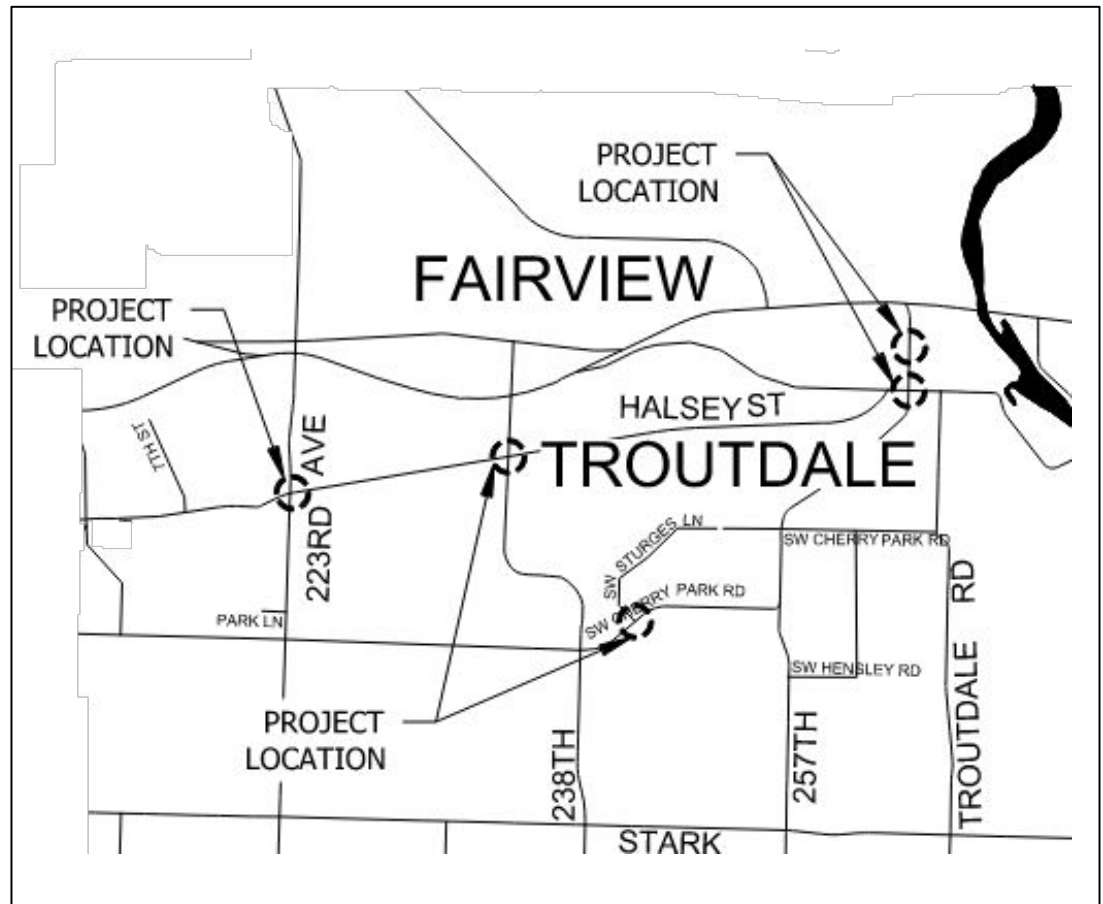 PROJECT
LOCATION
FAIRVIEW
PROJECT
LOCATION
HALSEY ST
7TH ST
AVE
TROUTDALE
223RD
SW STURGES LN
SW CHERRY PARK RD
SW CHERRY PARK RD
RD
PARK LN
SW HENSLEY RD
TROUTDALE
PROJECT
LOCATION
238TH
257TH
STARK